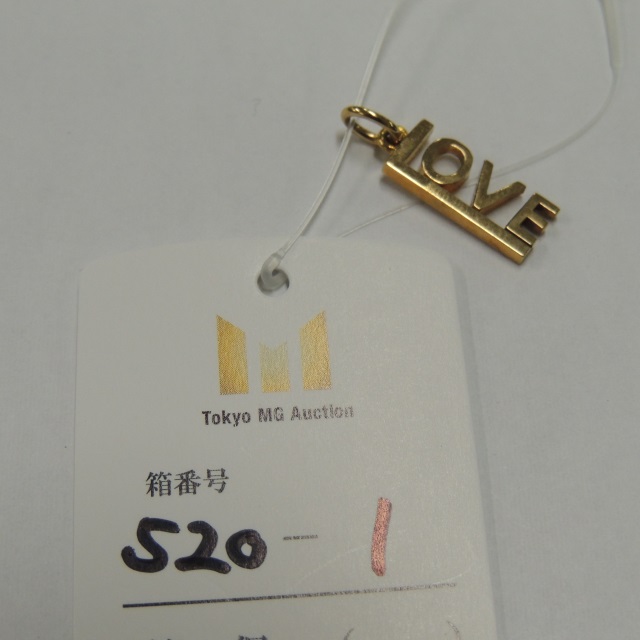 LOVE
Tokyo MG Auction
箱番号
520 - 1